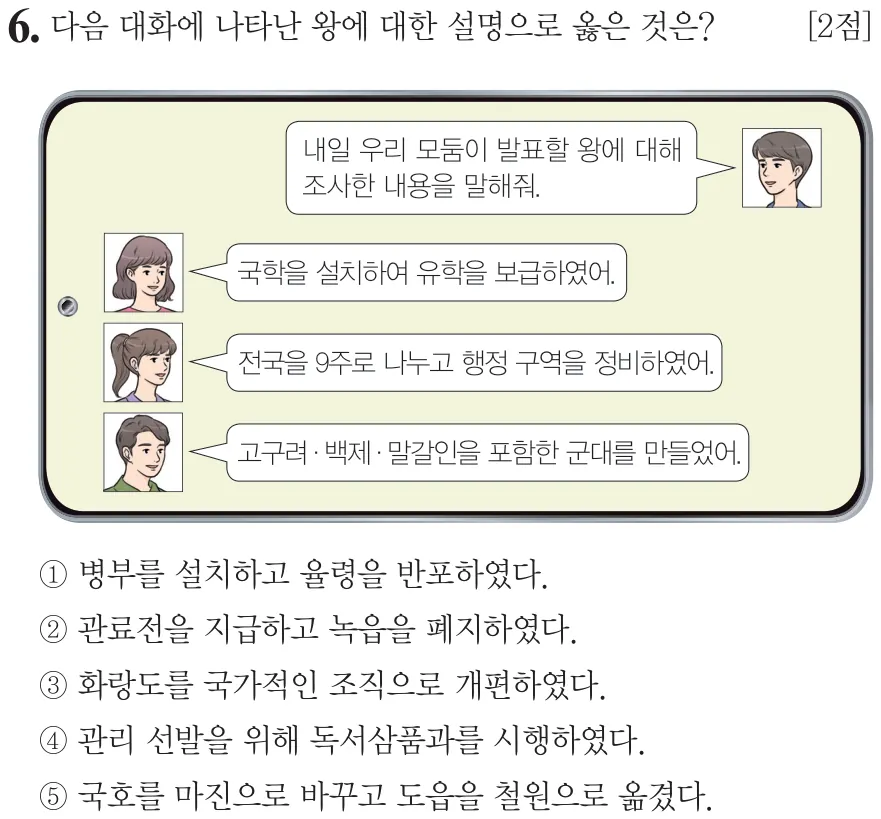 6. 다음 대화에 나타난 왕에 대한 설명으로 옳은 것은? [2점]
내일 우리 모둠이 발표할 왕에 대해
조사한 내용을 말해줘.
국학을 설치하여 유학을 보급하였어.
전국을 9주로 나누고 행정 구역을 정비하였어.
고구려·백제·말갈인을 포함한 군대를 만들었어.
① 병부를 설치하고 율령을 반포하였다.
② 관료전을 지급하고 녹읍을 폐지하였다.
③ 화랑도를 국가적인 조직으로 개편하였다.
④ 관리 선발을 위해 독서삼품과를 시행하였다.
⑤ 국호를 마진으로 바꾸고 도읍을 철원으로 옮겼다.